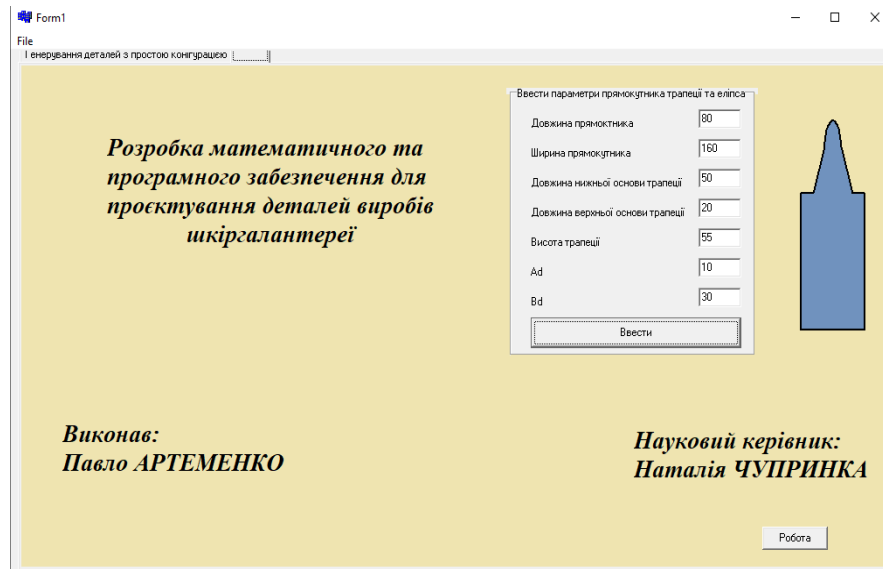 Form1
File
Генерування деталей з простою конігурацією
Ввести параметри прямокутника трапеції та еліпса
Довжина прямоктника 80
Ширина прямокутника 160
Довжина нижньої основи трапеції 50
Довжина верхньої основи трапеції 20
Висота трапеції 55
Ad 10
Bd 30
Ввести
Розробка математичного та
програмного забезпечення для
проєктування деталей виробів
шкіргалантереї
Виконав:
Павло АРТЕМЕНКО
Науковий керівник:
Наталія ЧУПРИНКА
Робота